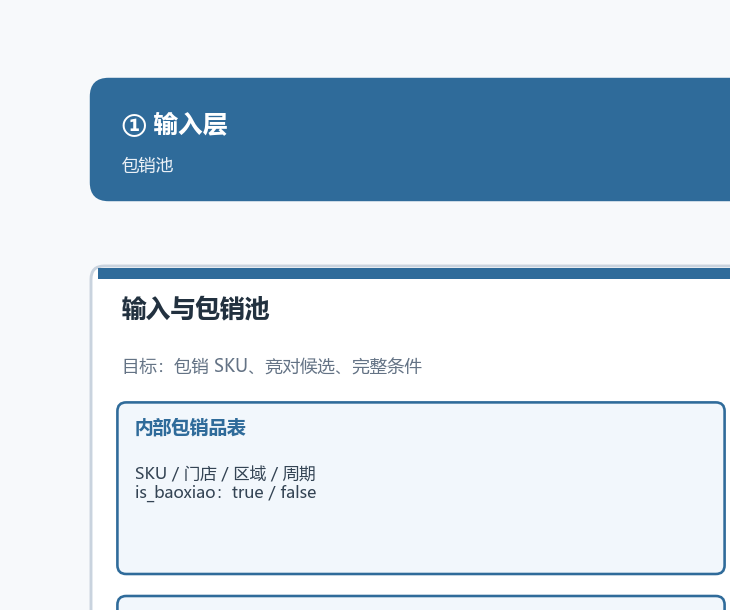 ① 输入层
包销池
输入与包销池
目标：包销 SKU、竞对候选、完整条件
内部包销品表
SKU / 门店 / 区域 / 周期
is_baoxiao：true / false